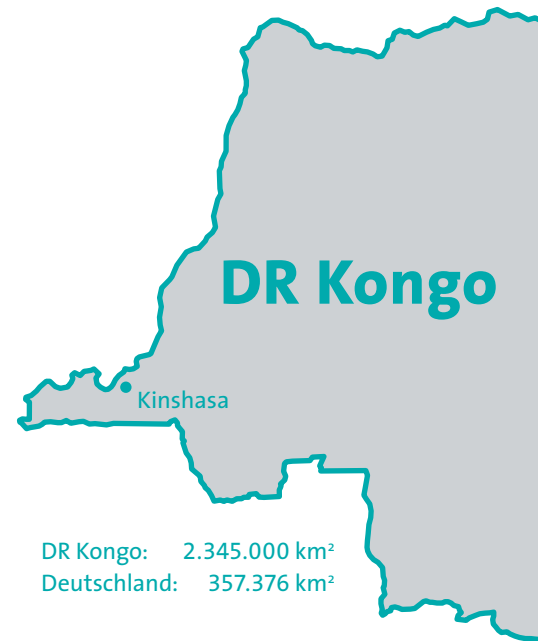 DR Kongo
Kinshasa
DR Kongo: 2.345.000 km²
Deutschland: 357.376 km²